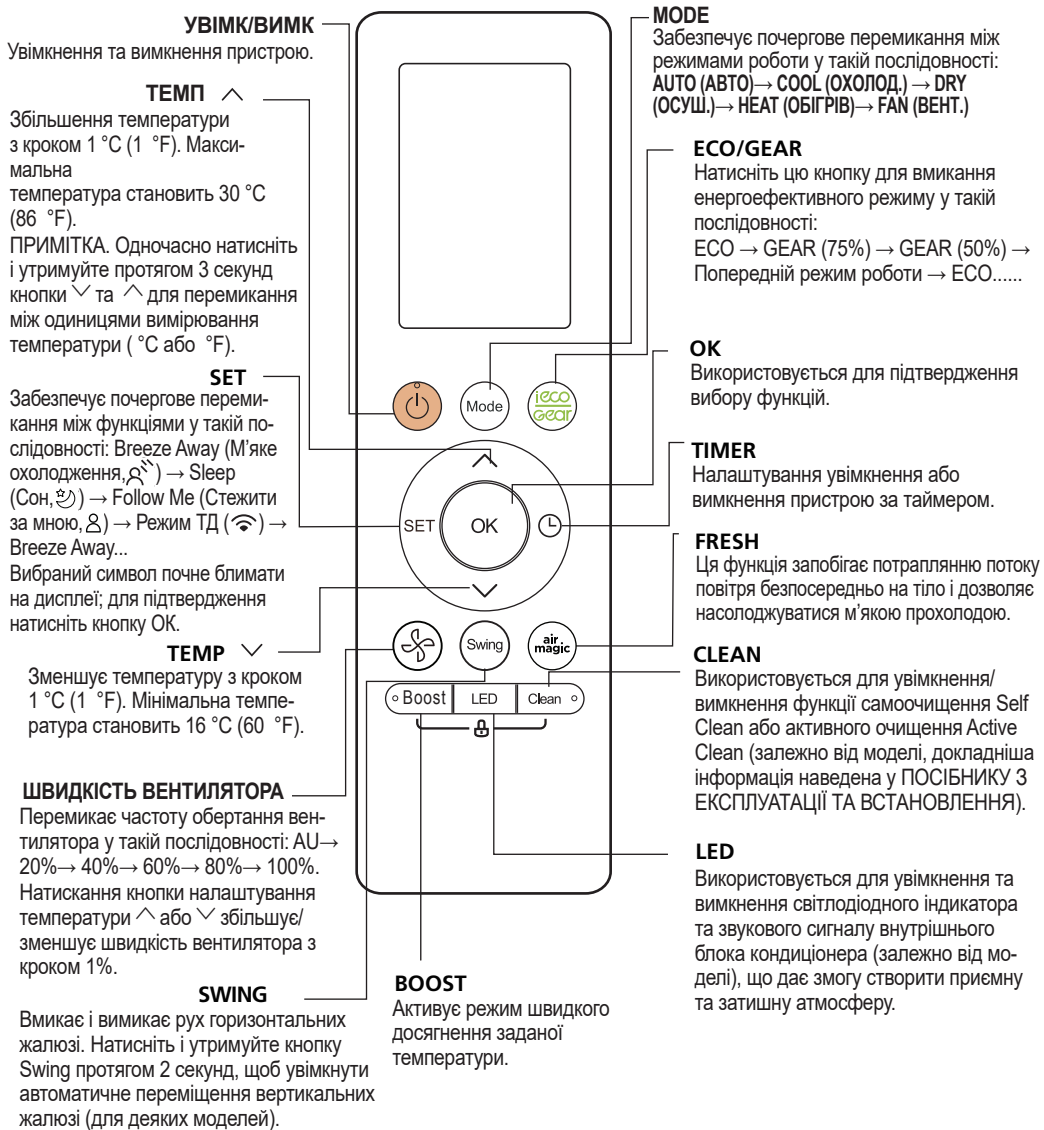 УВІМК/ВИМК
Увімкнення та вимкнення пристрою.
ТЕМП ︿
Збільшення температури
з кроком 1 °C (1 °F). Макси-
мальна
температура становить 30 °C
(86 °F).
ПРИМІТКА. Одночасно натисніть
і утримуйте протягом 3 секунд
кнопки ﹀ та ︿ для перемикання
між одиницями вимірювання
температури ( °C або °F).
SET
Забезпечує почергове переми-
кання між функціями у такій по-
слідовності: Breeze Away (М’яке
охолодження, ) → Sleep
(Сон, ) → Follow Me (Стежити
за мною, ) → Режим ТД ( ) →
Breeze Away...
Вибраний символ почне блимати
на дисплеї; для підтвердження
натисніть кнопку ОК.
TEMP ﹀
Зменшує температуру з кроком
1 °C (1 °F). Мінімальна темпе-
ратура становить 16 °C (60 °F).
ШВИДКІСТЬ ВЕНТИЛЯТОРА
Перемикає частоту обертання вен-
тилятора у такій послідовності: AU→
20%→ 40%→ 60%→ 80%→ 100%.
Натискання кнопки налаштування
температури ︿ або ﹀ збільшує/
зменшує швидкість вентилятора з
кроком 1%.
SWING
Вмикає і вимикає рух горизонтальних
жалюзі. Натисніть і утримуйте кнопку
Swing протягом 2 секунд, щоб увімкнути
автоматичне переміщення вертикальних
жалюзі (для деяких моделей).
Mode
ieco
Gear
SET
OK
Swing
air
magic
Boost
LED
Clean
BOOST
Активує режим швидкого
досягнення заданої
температури.
MODE
Забезпечує почергове перемикання між
режимами роботи у такій послідовності:
AUTO (АВТО)→ COOL (ОХОЛОД.) → DRY
(ОСУШ.)→ HEAT (ОБІГРІВ)→ FAN (ВЕНТ.)
ECO/GEAR
Натисніть цю кнопку для вмикання
енергоефективного режиму у такій
послідовності:
ECO → GEAR (75%) → GEAR (50%) →
Попередній режим роботи → ECO......
OK
Використовується для підтвердження
вибору функцій.
TIMER
Налаштування увімкнення або
вимкнення пристрою за таймером.
FRESH
Ця функція запобігає потраплянню потоку
повітря безпосередньо на тіло і дозволяє
насолоджуватися м’якою прохолодою.
CLEAN
Використовується для увімкнення/
вимкнення функції самоочищення Self
Clean або активного очищення Active
Clean (залежно від моделі, докладніша
інформація наведена у ПОСІБНИКУ З
ЕКСПЛУАТАЦІЇ ТА ВСТАНОВЛЕННЯ).
LED
Використовується для увімкнення та
вимкнення світлодіодного індикатора
та звукового сигналу внутрішнього
блока кондиціонера (залежно від мо-
делі), що дає змогу створити приємну
та затишну атмосферу.